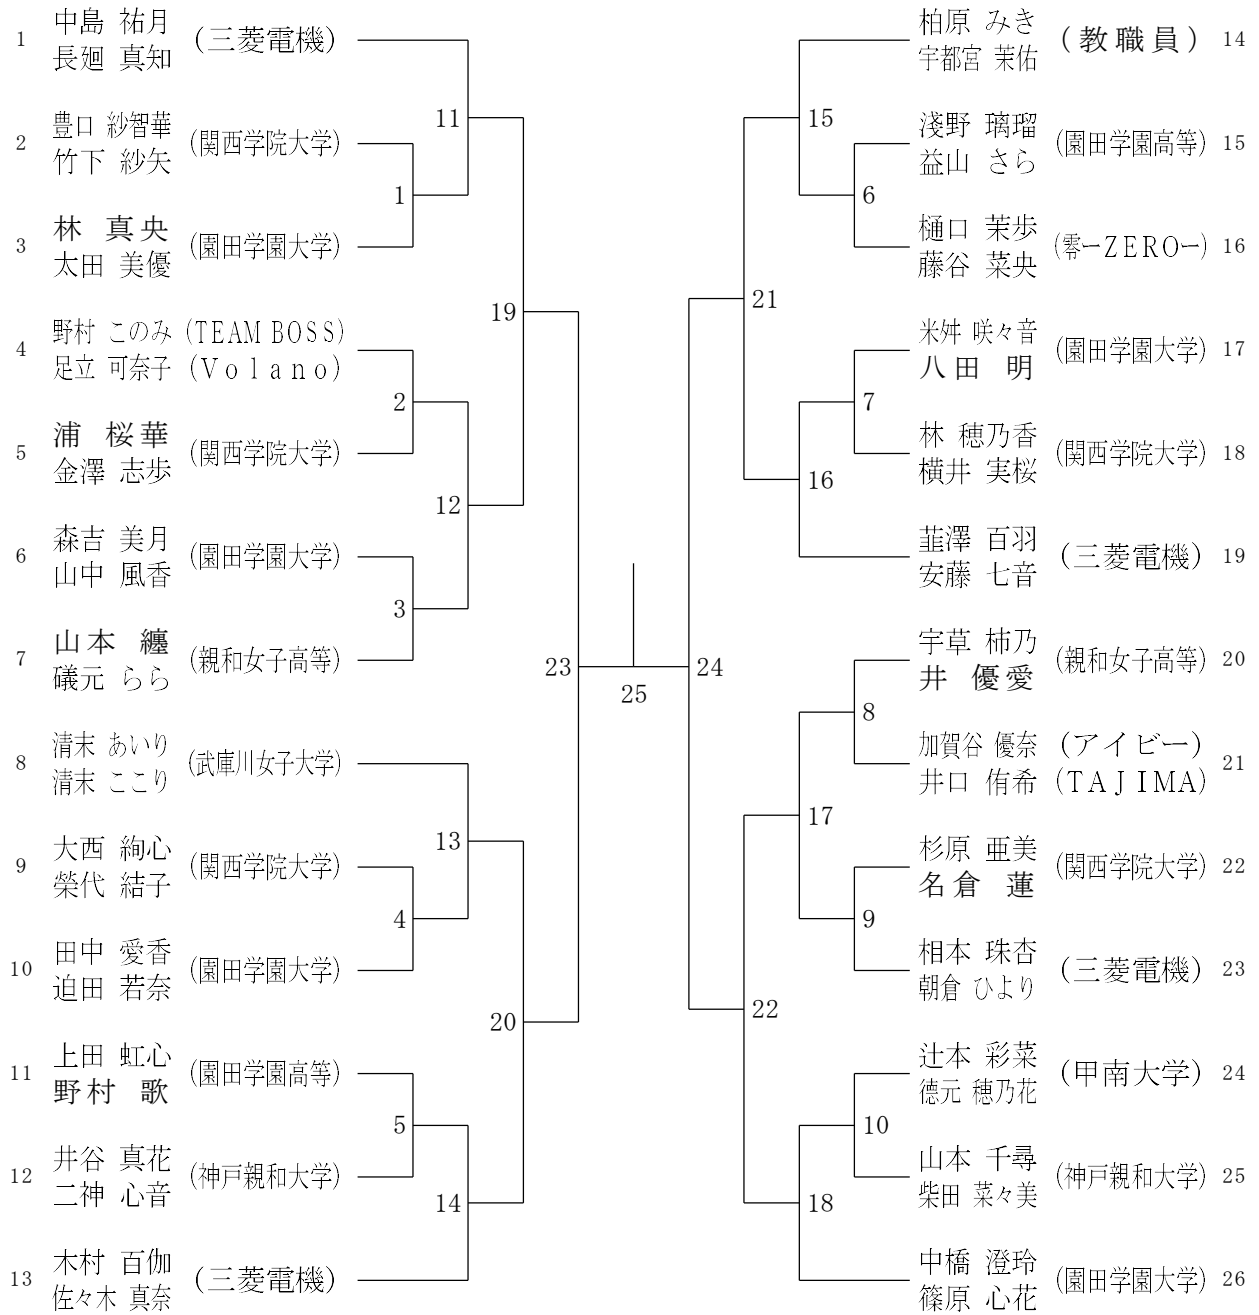 1 中島 祐月 (三菱電機)
長廻 真知
2 豊口 紗智華 (関西学院大学)
竹下 紗矢
3 林 真央 (園田学園大学)
太田 美優
4 野村 このみ (TEAM BOSS)
足立 可奈子 (Volano)
5 浦 桜華 (関西学院大学)
金澤 志歩
6 森吉 美月 (園田学園大学)
山中 風香
7 山本 纏 (親和女子高等)
礒元 らら
8 清末 あいり (武庫川女子大学)
清末 ここり
9 大西 絢心 (関西学院大学)
榮代 結子
10 田中 愛香 (園田学園大学)
迫田 若奈
11 上田 虹心 (園田学園高等)
野村 歌
12 井谷 真花 (神戸親和大学)
二神 心音
13 木村 百伽 (三菱電機)
佐々木 真奈
11
1
19
2
12
3
23
13
4
20
5
14
25
15
6
21
7
16
24
8
17
9
22
10
18
柏原 みき (教職員) 14
宇都宮 茉佑
淺野 璃瑠 (園田学園高等) 15
益山 さら
樋口 茉歩 (零ーZEROー) 16
藤谷 菜央
米舛 咲々音 (園田学園大学) 17
八田 明
林 穂乃香 (関西学院大学) 18
横井 実桜
韮澤 百羽 (三菱電機) 19
安藤 七音
宇草 柿乃 (親和女子高等) 20
井 優愛
加賀谷 優奈 (アイビー) 21
井口 侑希 (TAJIMA)
杉原 亜美 (関西学院大学) 22
名倉 蓮
相本 珠杏 (三菱電機) 23
朝倉 ひより
辻本 彩菜 (甲南大学) 24
德元 穂乃花
山本 千尋 (神戸親和大学) 25
柴田 菜々美
中橋 澄玲 (園田学園大学) 26
篠原 心花